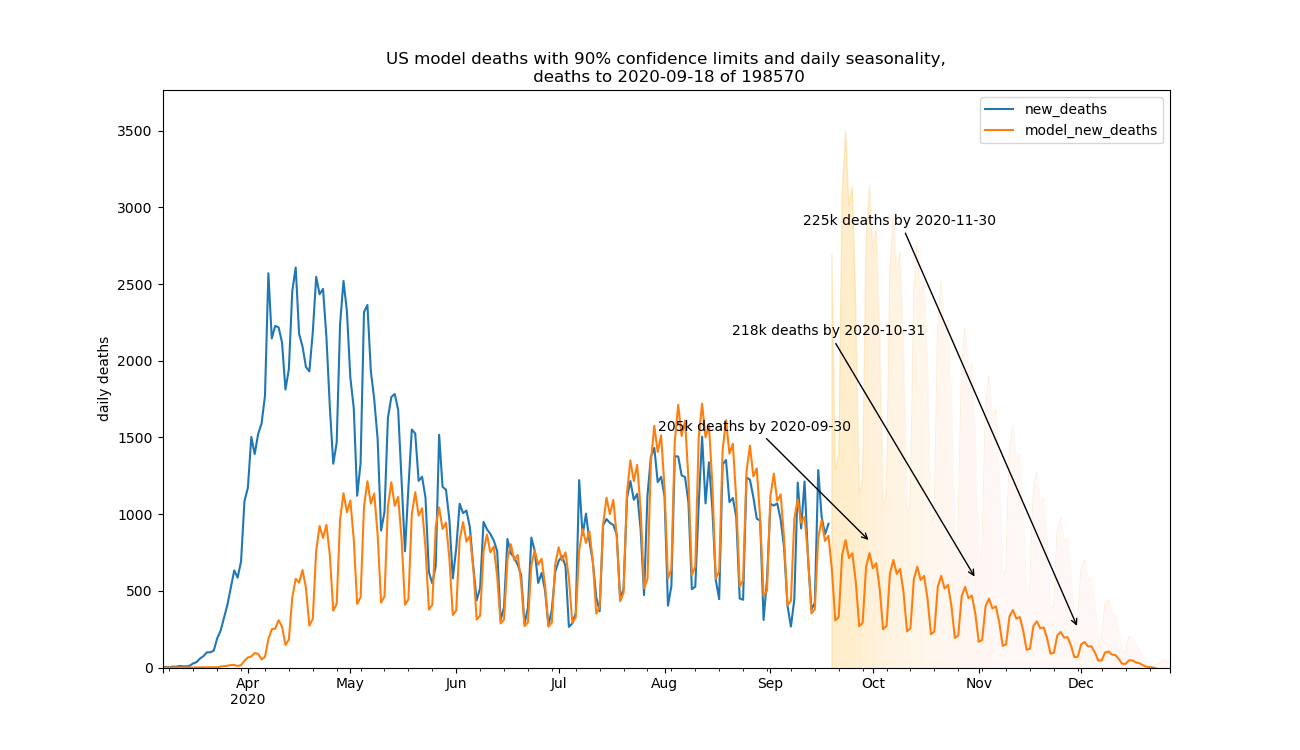 US model deaths with 90% confidence limits and daily seasonality,
deaths to 2020-09-18 of 198570
new_deaths
model_new_deaths
daily deaths
3500
3000
2500
2000
1500
1000
500
0
225k deaths by 2020-11-30
218k deaths by 2020-10-31
205k deaths by 2020-09-30
Apr
2020
May
Jun
Jul
Aug
Sep
Oct
Nov
Dec